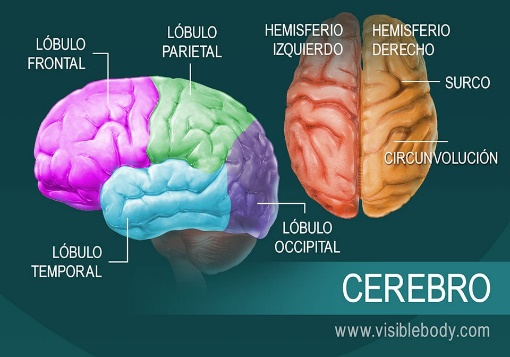 LÓBULO
FRONTAL
LÓBULO
PARIETAL
HEMISFERIO
IZQUIERDO
HEMISFERIO
DERECHO
SURCO
CIRCUNVOLUCIÓN
LÓBULO
OCCIPITAL
LÓBULO
TEMPORAL
CEREBRO
www.visiblebody.com